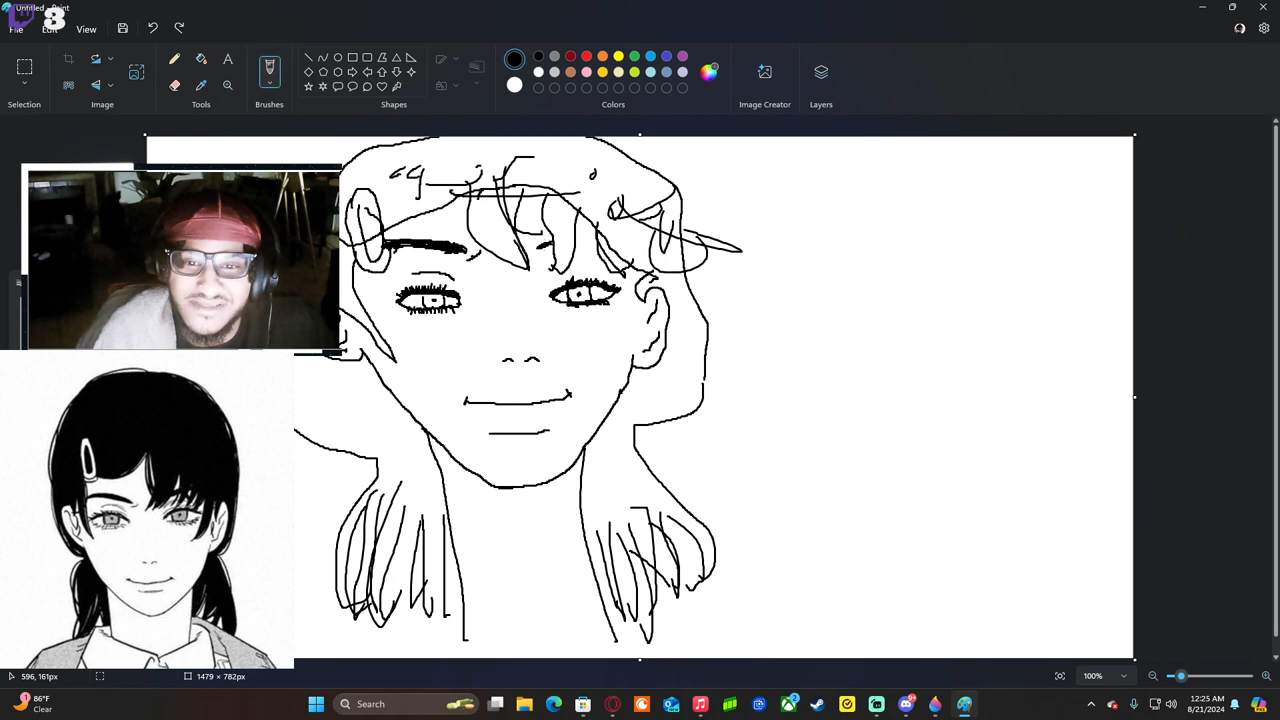 Untitled - Paint
3
File Edit View
Selection Image Tools Brushes Shapes Colors Image Creator Layers
596, 161px 1479 × 782px 100%
86°F
Clear
Search
12:25 AM
8/21/2024